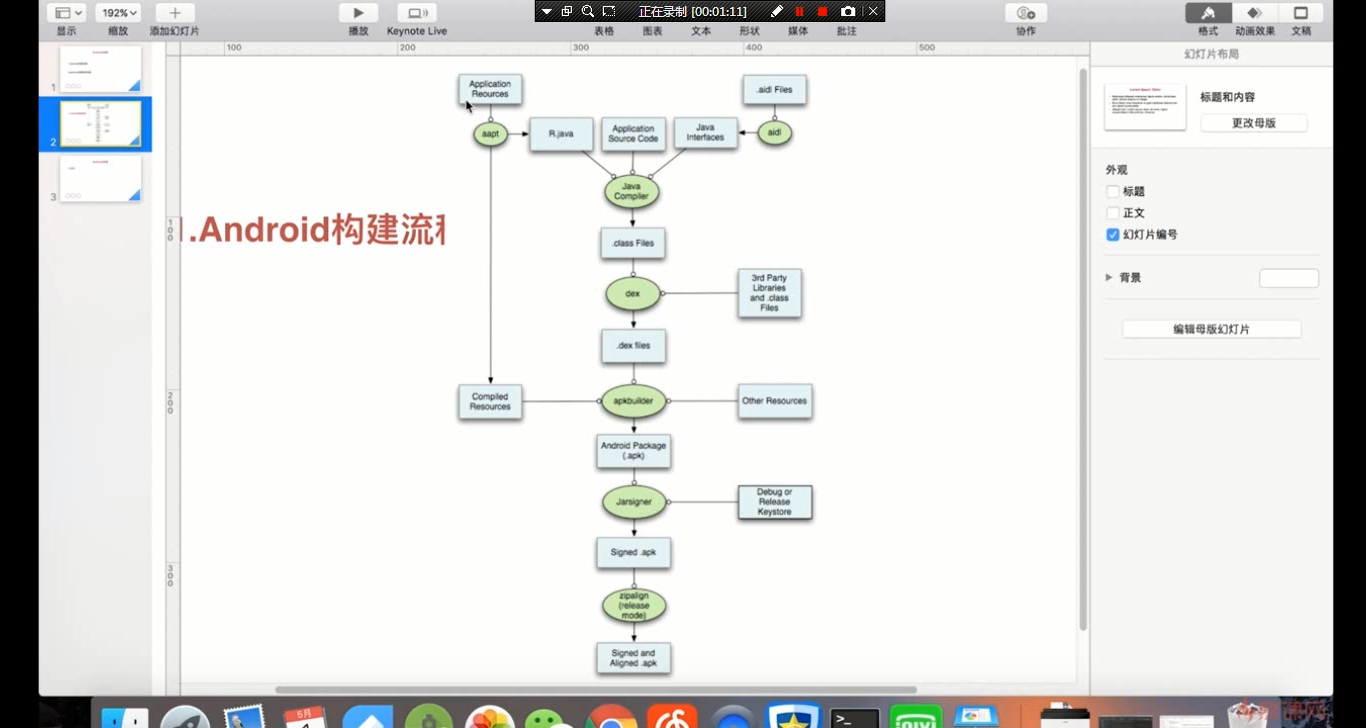 192%
正在录制 [00:01:11]
显示
缩放
添加幻灯片
播放
Keynote Live
表格
图表
文本
形状
媒体
批注
协作
格式
动画效果
文稿
100
200
300
400
500
幻灯片布局
1
2
3
标题和内容
更改母版
外观
标题
正文
幻灯片编号
背景
编辑母版幻灯片
100
200
300
.Android构建流
Application
Reources
.aidl Files
aapt
R.java
Application
Source Code
Java
Interfaces
aidl
Java
Compiler
.class Files
dex
3rd Party
Libraries
and .class
Files
.dex files
Compiled
Resources
apkbuilder
Other Resources
Android Package
(.apk)
Jarsigner
Debug or
Release
Keystore
Signed .apk
zipalign
(release
mode)
Signed and
Aligned .apk
5月